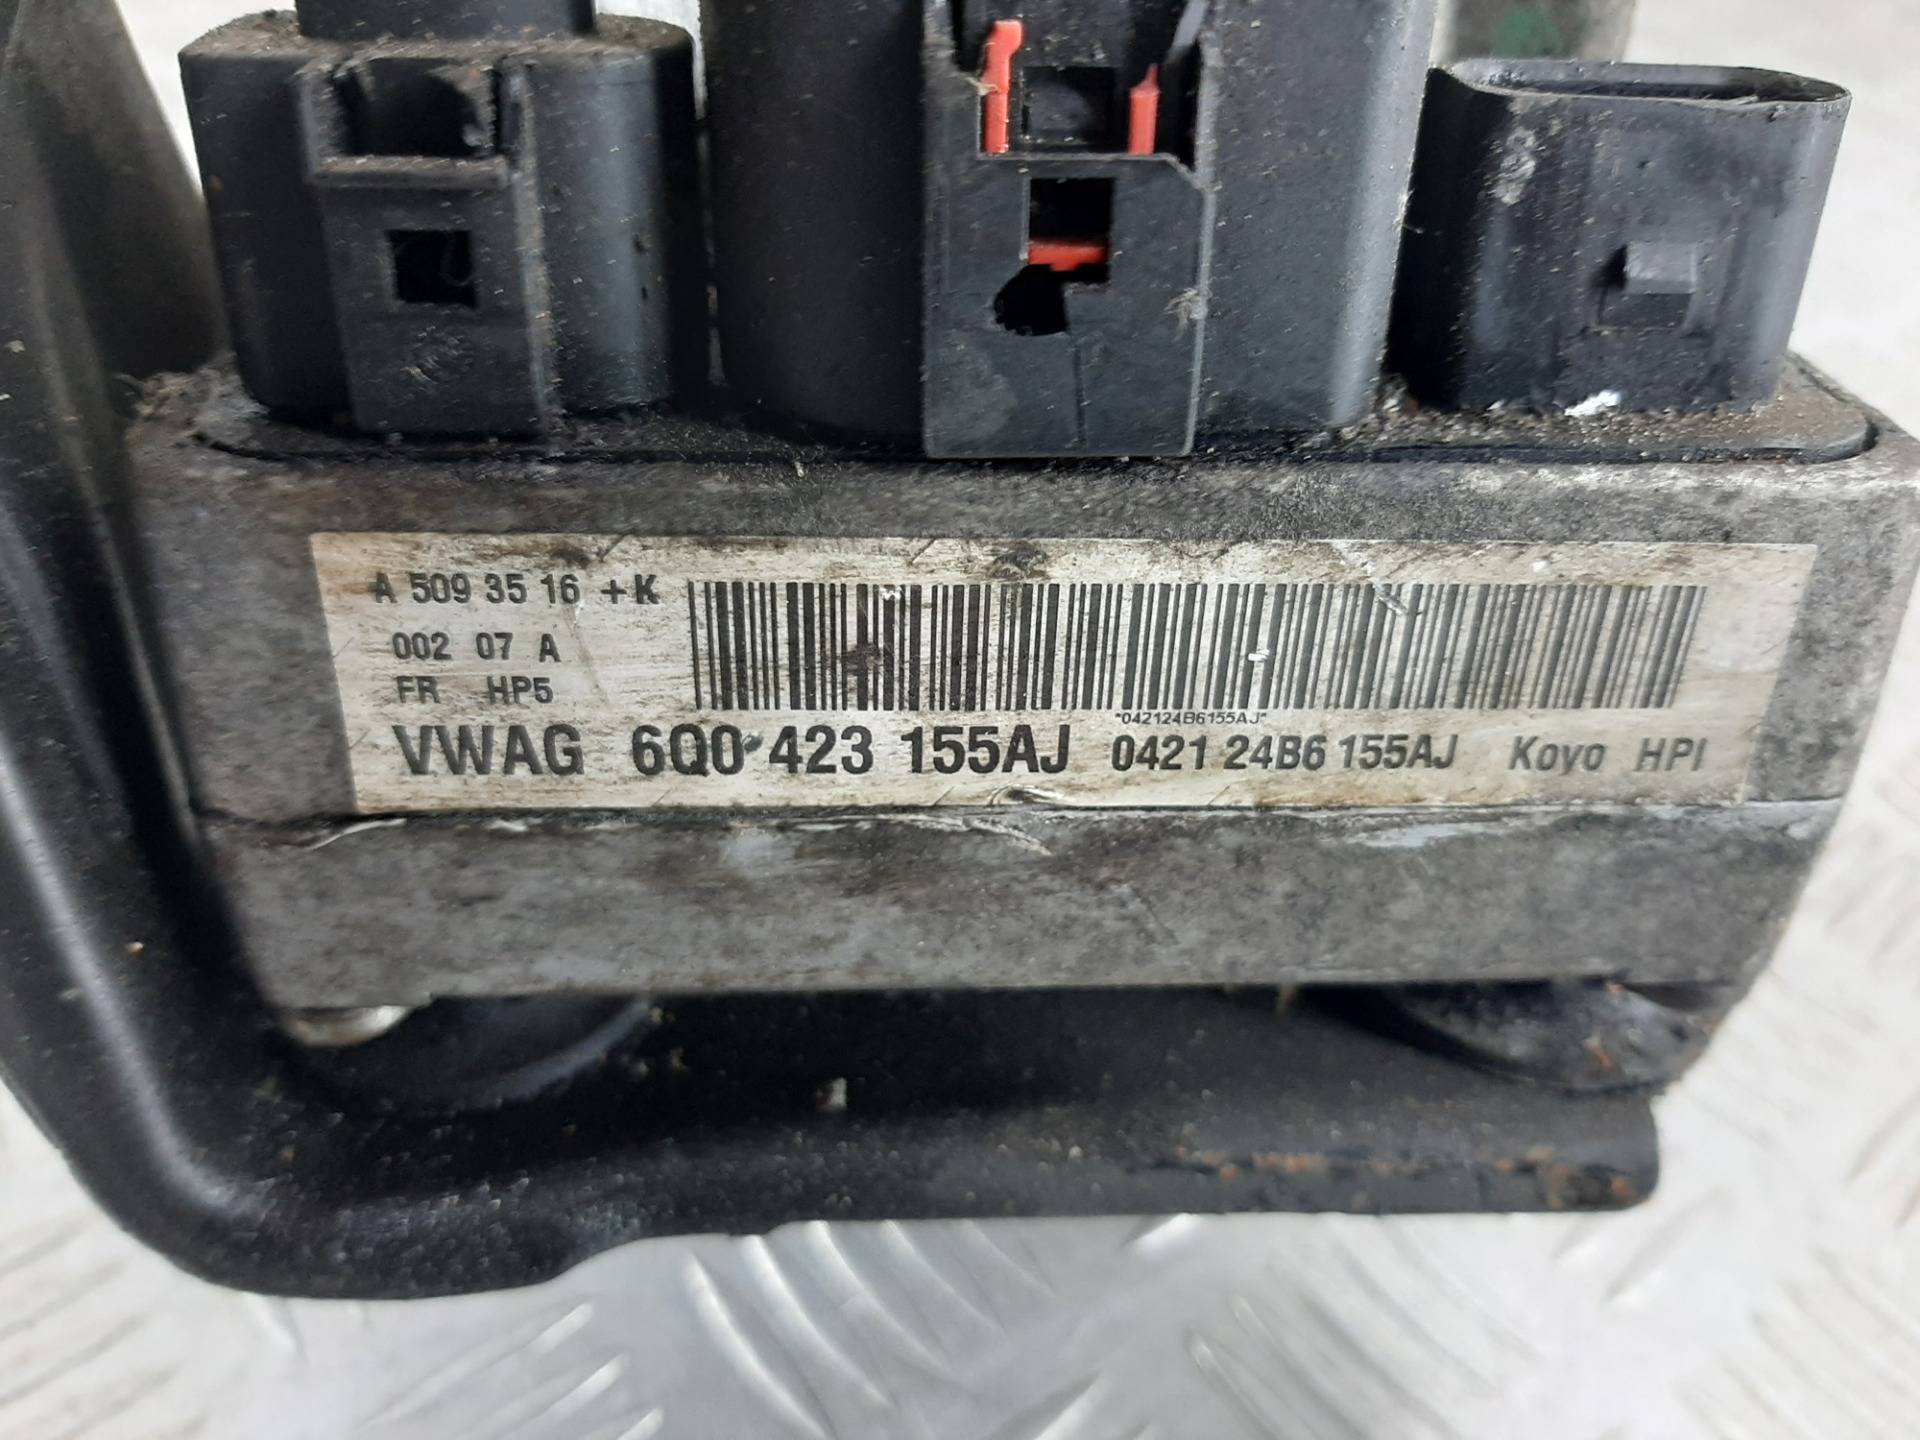 A 509 35 16 +K
002 07 A
FR HP5
*042124B6155AJ*
VWAG 6Q0 423 155AJ 0421 24B6 155AJ Koyo HPI